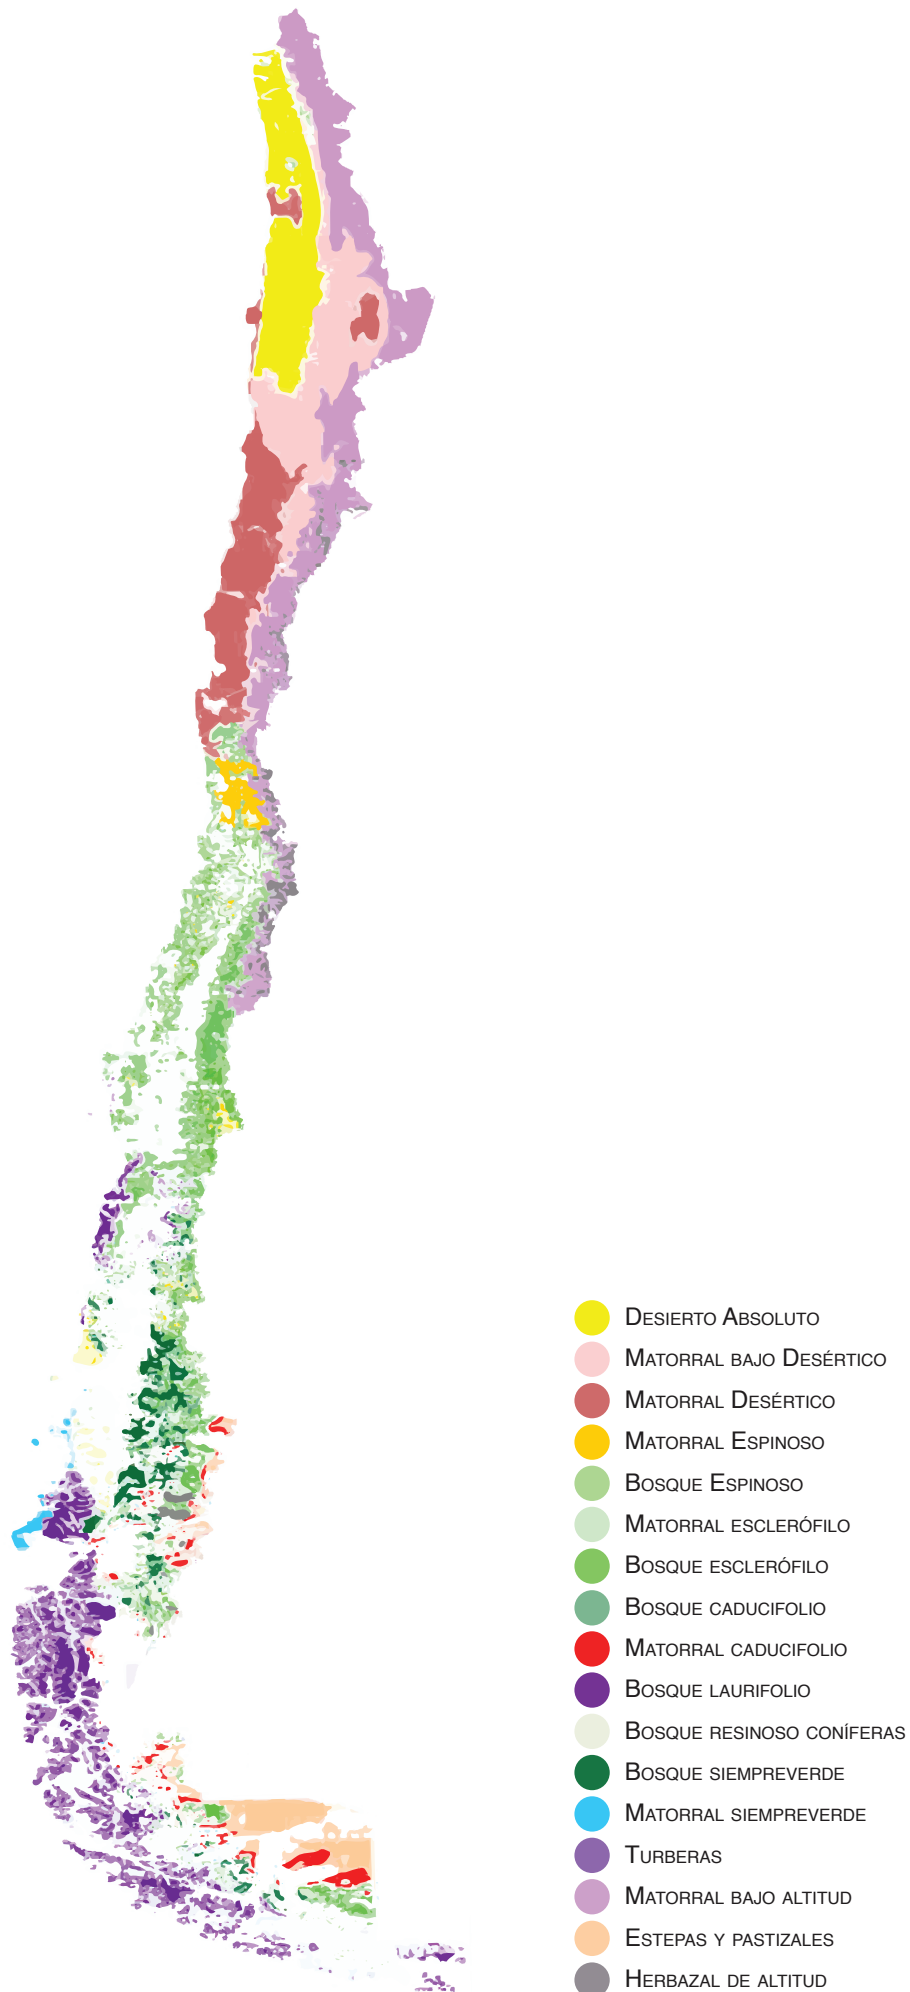 Desierto Absoluto
Matorral bajo Desértico
Matorral Desértico
Matorral Espinoso
Bosque Espinoso
Matorral esclerófilo
Bosque esclerófilo
Bosque caducifolio
Matorral caducifolio
Bosque laurifolio
Bosque resinoso coníferas
Bosque siempreverde
Matorral siempreverde
Turberas
Matorral bajo altitud
Estepas y pastizales
Herbazal de altitud